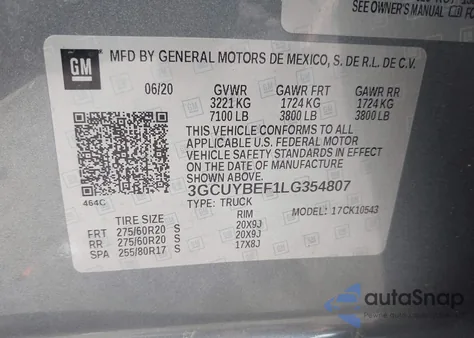 SEE OWNER'S MANUAL
GM
MFD BY GENERAL MOTORS DE MEXICO, S. DE R.L. DE C.V.
06/20 GVWR GAWR FRT GAWR RR
3221 KG 1724 KG 1724 KG
7100 LB 3800 LB 3800 LB
THIS VEHICLE CONFORMS TO ALL
APPLICABLE U.S. FEDERAL MOTOR
VEHICLE SAFETY STANDARDS IN EFFECT
ON THE DATE OF MANUFACTURE
SHOWN ABOVE.
3GCUYBEF1LG354807
464C
TYPE: TRUCK
MODEL: 17CK10543
TIRE SIZE RIM
FRT 275/60R20 S 20X9J
RR 275/60R20 S 20X9J
SPA 255/80R17 S 17X8J
autoSnap